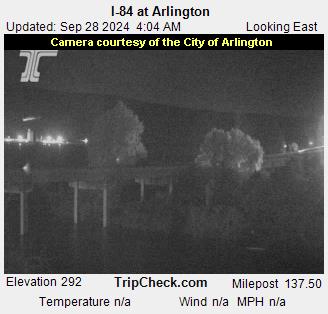 I-84 at Arlington
Updated: Sep 28 2024 4:04 AM Looking East
Camera courtesy of the City of Arlington
Elevation 292 TripCheck.com Milepost 137.50
Temperature n/a Wind n/a MPH n/a